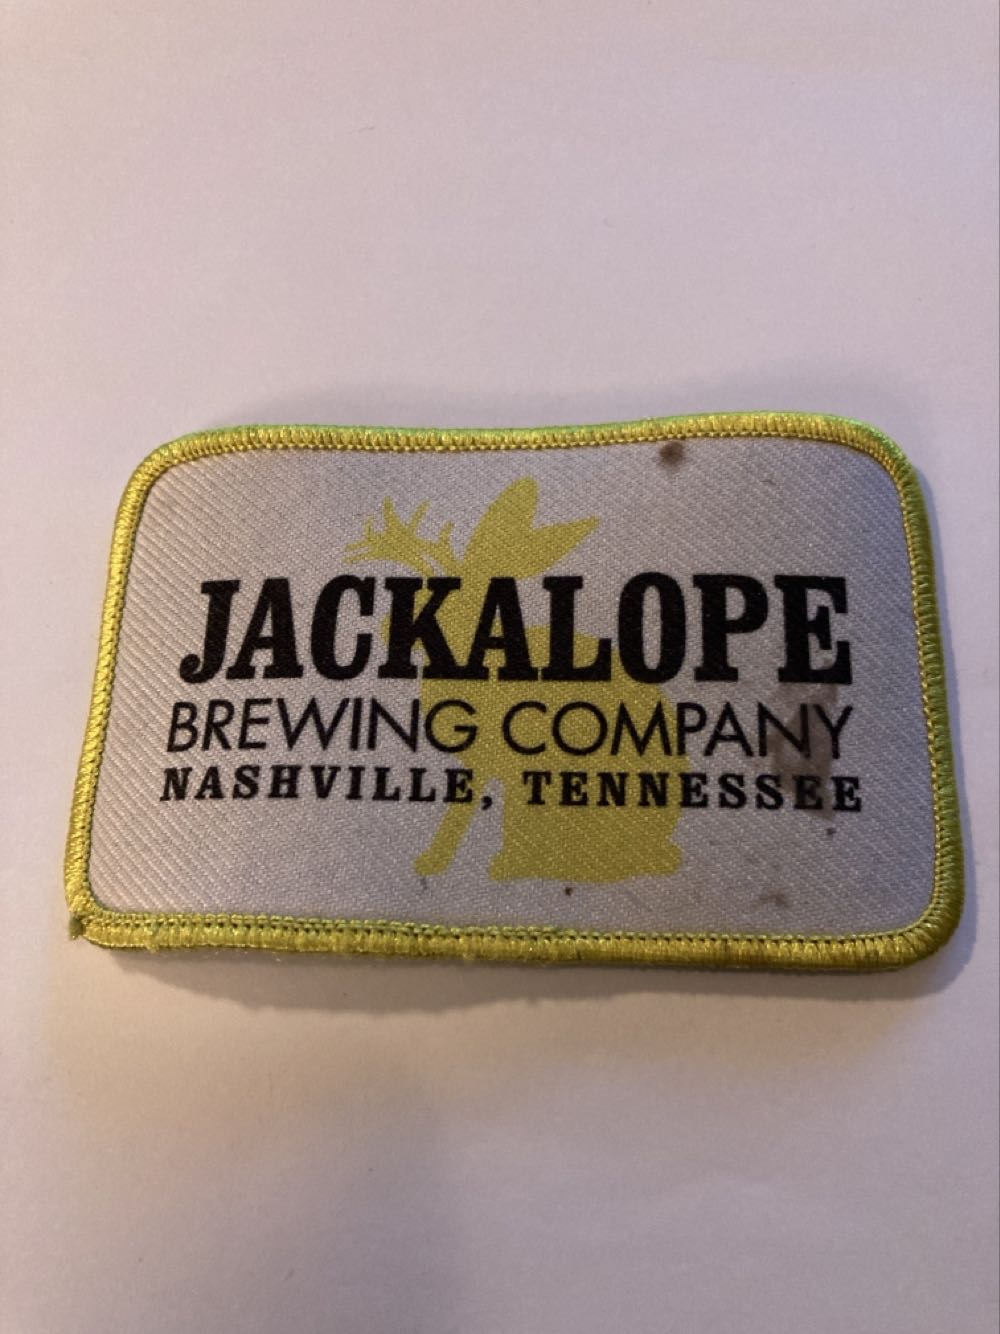 JACKALOPE
BREWING COMPANY
NASHVILLE, TENNESSEE